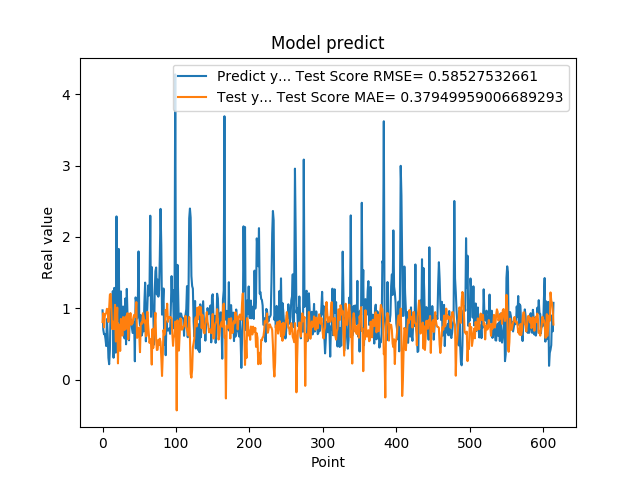 Model predict
Predict y... Test Score RMSE= 0.58527532661
Test y... Test Score MAE= 0.37949959006689293
4
3
2
1
0
Real value
0 100 200 300 400 500 600
Point